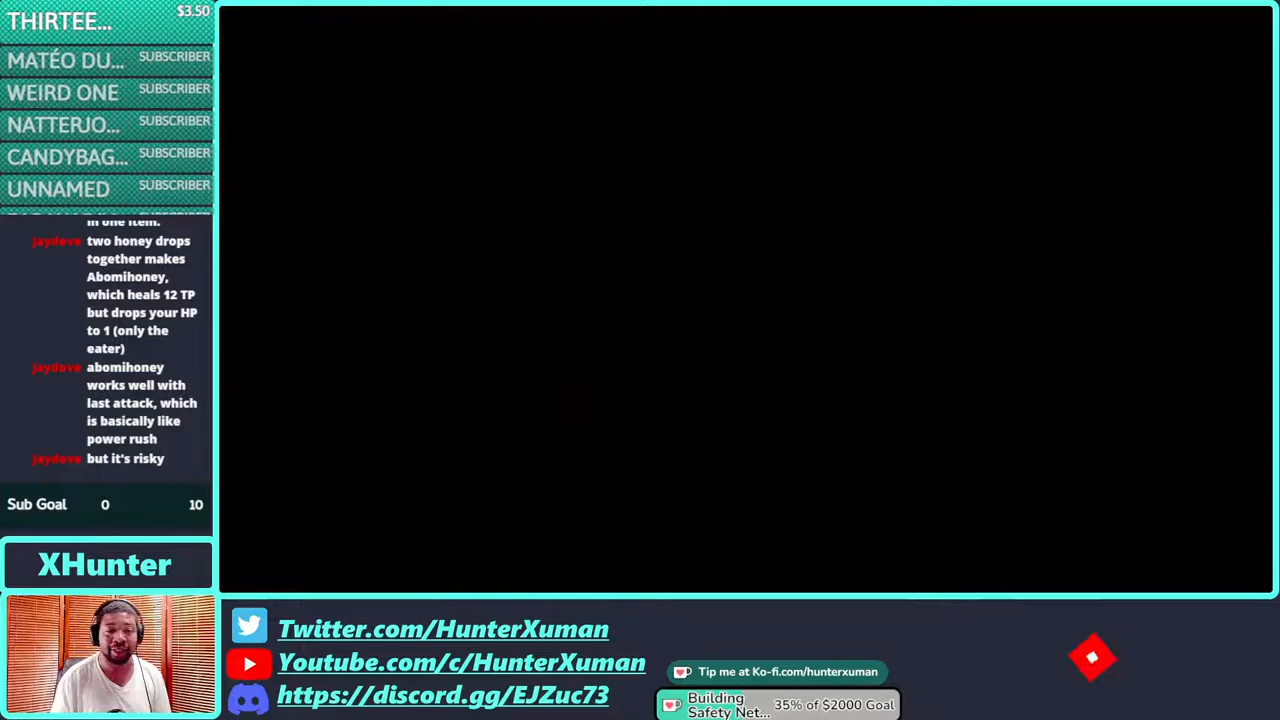 THIRTEE... $3.50
MATÉO DU... SUBSCRIBER
WEIRD ONE SUBSCRIBER
NATTERJO... SUBSCRIBER
CANDYBAG... SUBSCRIBER
UNNAMED SUBSCRIBER
in one item.
Jaydove two honey drops
together makes
Abomihoney,
which heals 12 TP
but drops your HP
to 1 (only the
eater)
Jaydove abomihoney
works well with
last attack, which
is basically like
power rush
Jaydove but it's risky
Sub Goal 0 10
XHunter
Twitter.com/HunterXuman
Youtube.com/c/HunterXuman
https://discord.gg/EJZuc73
Tip me at Ko-fi.com/hunterxuman
Building
Safety Net...
35% of $2000 Goal